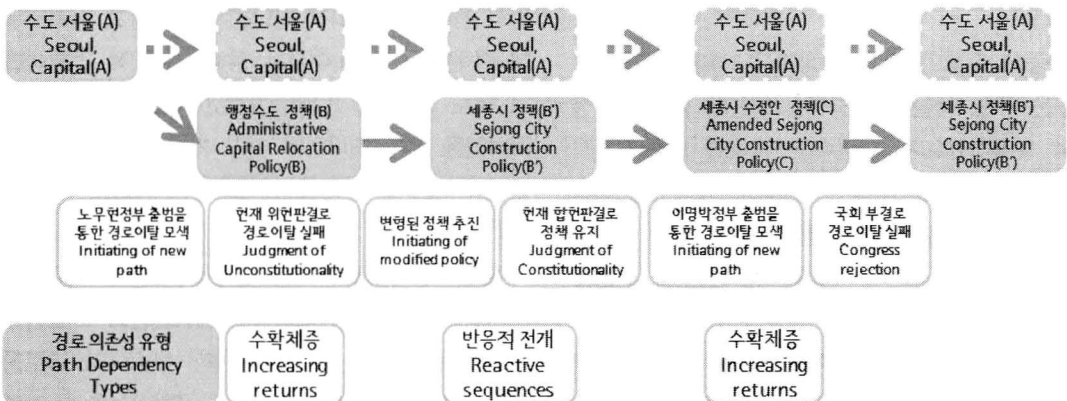 수도 서울(A)
Seoul,
Capital(A)
수도 서울(A)
Seoul,
Capital(A)
수도 서울(A)
Seoul,
Capital(A)
수도 서울(A)
Seoul,
Capital(A)
수도 서울(A)
Seoul,
Capital(A)
행정수도 정책(B)
Administrative
Capital Relocation
Policy(B)
세종시 정책(B')
Sejong City
Construction
Policy(B')
세종시 수정안 정책(C)
Amended Sejong
City Construction
Policy(C)
세종시 정책(B')
Sejong City
Construction
Policy(B')
노무현정부 출범을
통한 경로이탈 모색
Initiating of new
path
헌재 위헌판결로
경로이탈 실패
Judgment of
Unconstitutionality
변형된 정책 추진
Initiating of
modified policy
헌재 합헌판결로
정책 유지
Judgment of
Constitutionality
이명박정부 출범을
통한 경로이탈 모색
Initiating of new
path
국회 부결로
경로이탈 실패
Congress
rejection
경로 의존성 유형
Path Dependency
Types
수확체증
Increasing
returns
반응적 전개
Reactive
sequences
수확체증
Increasing
returns